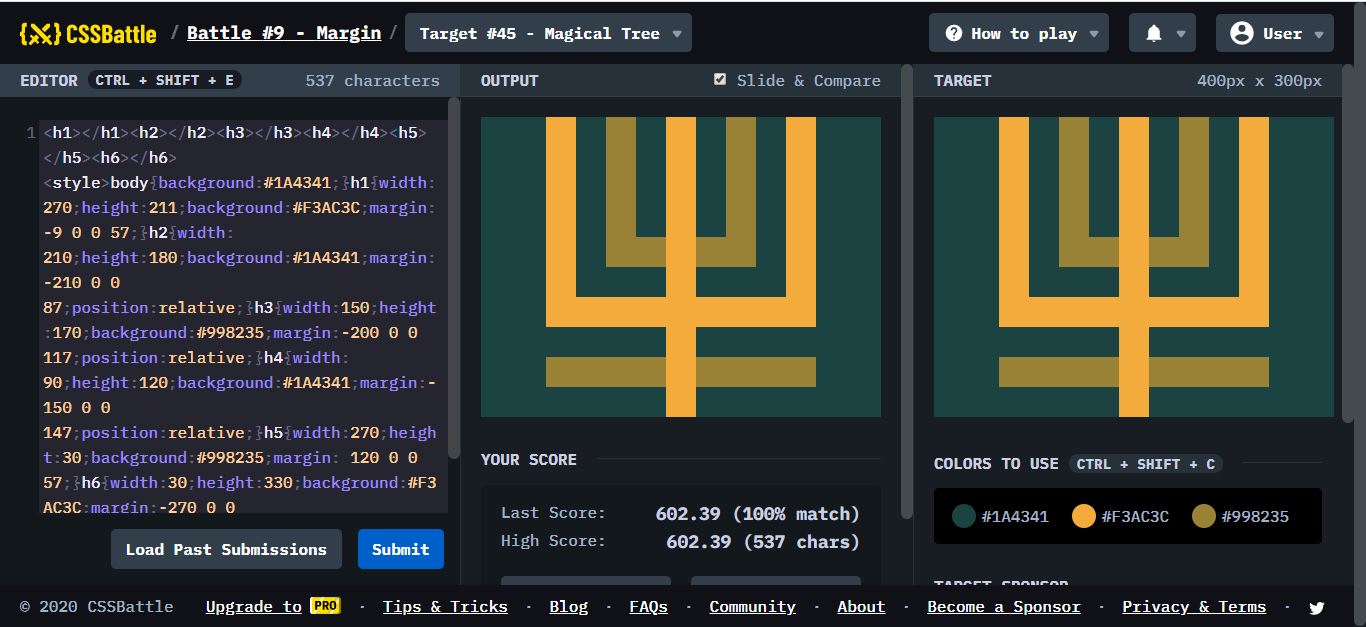 {X} CSSBattle / Battle #9 - Margin / Target #45 - Magical Tree ▼ ? How to play ▼ ▼ User ▼
EDITOR CTRL + SHIFT + E 537 characters
OUTPUT Slide & Compare
TARGET 400px x 300px
1
<h1></h1><h2></h2><h3></h3><h4></h4><h5>
</h5><h6></h6>
<style>body{background:#1A4341;}h1{width:
270;height:211;background:#F3AC3C;margin:
-9 0 0 57;}h2{width:
210;height:180;background:#1A4341;margin:
-210 0 0
87;position:relative;}h3{width:150;height
:170;background:#998235;margin:-200 0 0
117;position:relative;}h4{width:
90;height:120;background:#1A4341;margin:-
150 0 0
147;position:relative;}h5{width:270;heigh
t:30;background:#998235;margin: 120 0 0
57;}h6{width:30;height:330;background:#F3
AC3C;margin:-270 0 0
Load Past Submissions Submit
YOUR SCORE
Last Score: 602.39 (100% match)
High Score: 602.39 (537 chars)
COLORS TO USE CTRL + SHIFT + C
#1A4341 #F3AC3C #998235
TARGET SPONSOR
© 2020 CSSBattle Upgrade to PRO · Tips & Tricks · Blog · FAQs · Community · About · Become a Sponsor · Privacy & Terms ·